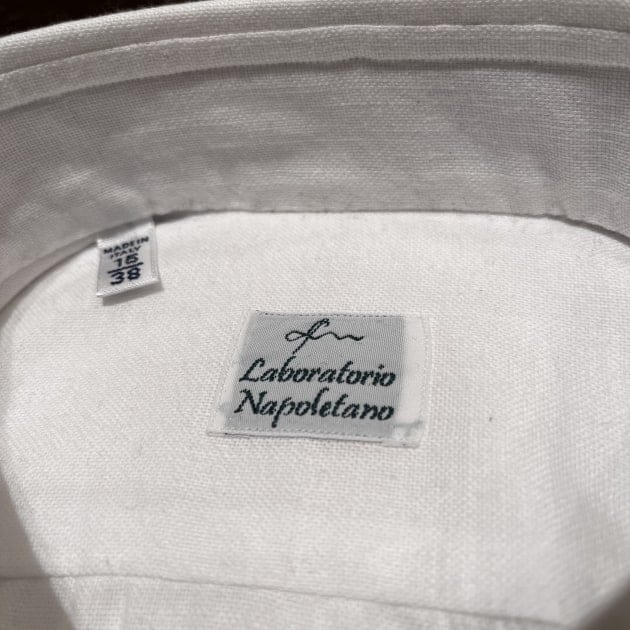 MADE IN
ITALY
15
38
Laboratorio
Napoletano